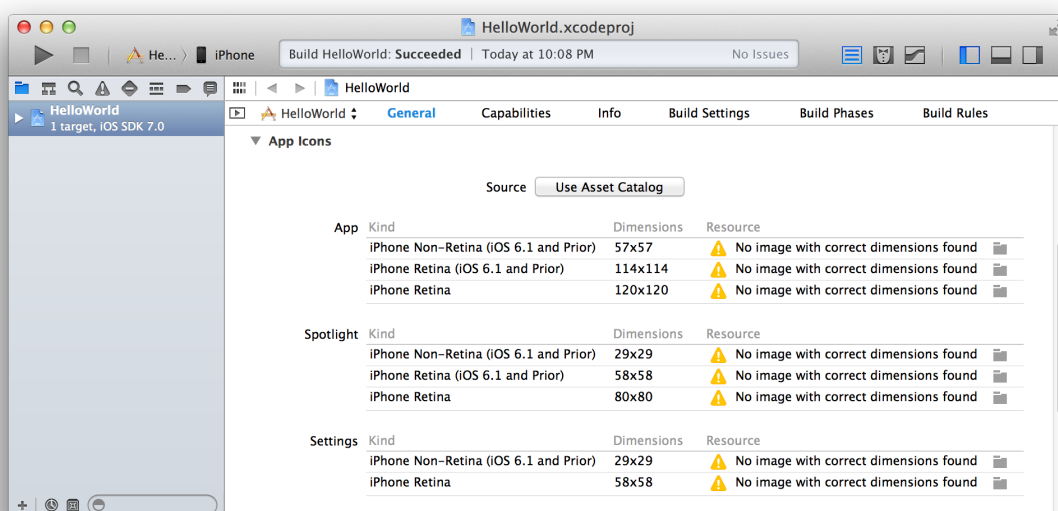 HelloWorld.xcodeproj
He... iPhone
Build HelloWorld: Succeeded | Today at 10:08 PM No Issues
HelloWorld
HelloWorld
1 target, iOS SDK 7.0
HelloWorld General Capabilities Info Build Settings Build Phases Build Rules
App Icons
Source Use Asset Catalog
App Kind Dimensions Resource
iPhone Non-Retina (iOS 6.1 and Prior) 57x57 No image with correct dimensions found
iPhone Retina (iOS 6.1 and Prior) 114x114 No image with correct dimensions found
iPhone Retina 120x120 No image with correct dimensions found
Spotlight Kind Dimensions Resource
iPhone Non-Retina (iOS 6.1 and Prior) 29x29 No image with correct dimensions found
iPhone Retina (iOS 6.1 and Prior) 58x58 No image with correct dimensions found
iPhone Retina 80x80 No image with correct dimensions found
Settings Kind Dimensions Resource
iPhone Non-Retina (iOS 6.1 and Prior) 29x29 No image with correct dimensions found
iPhone Retina 58x58 No image with correct dimensions found